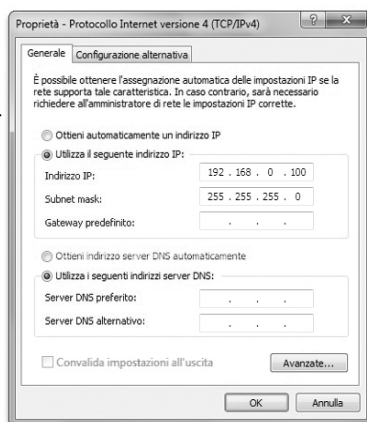 Proprietà - Protocollo Internet versione 4 (TCP/IPv4)
? X
Generale Configurazione alternativa
È possibile ottenere l'assegnazione automatica delle impostazioni IP se la
rete supporta tale caratteristica. In caso contrario, sarà necessario
richiedere all'amministratore di rete le impostazioni IP corrette.
Ottieni automaticamente un indirizzo IP
Utilizza il seguente indirizzo IP:
Indirizzo IP: 192 . 168 . 0 . 100
Subnet mask: 255 . 255 . 255 . 0
Gateway predefinito: . . .
Ottieni indirizzo server DNS automaticamente
Utilizza i seguenti indirizzi server DNS:
Server DNS preferito: . . .
Server DNS alternativo: . . .
Convalida impostazioni all'uscita Avanzate...
OK Annulla